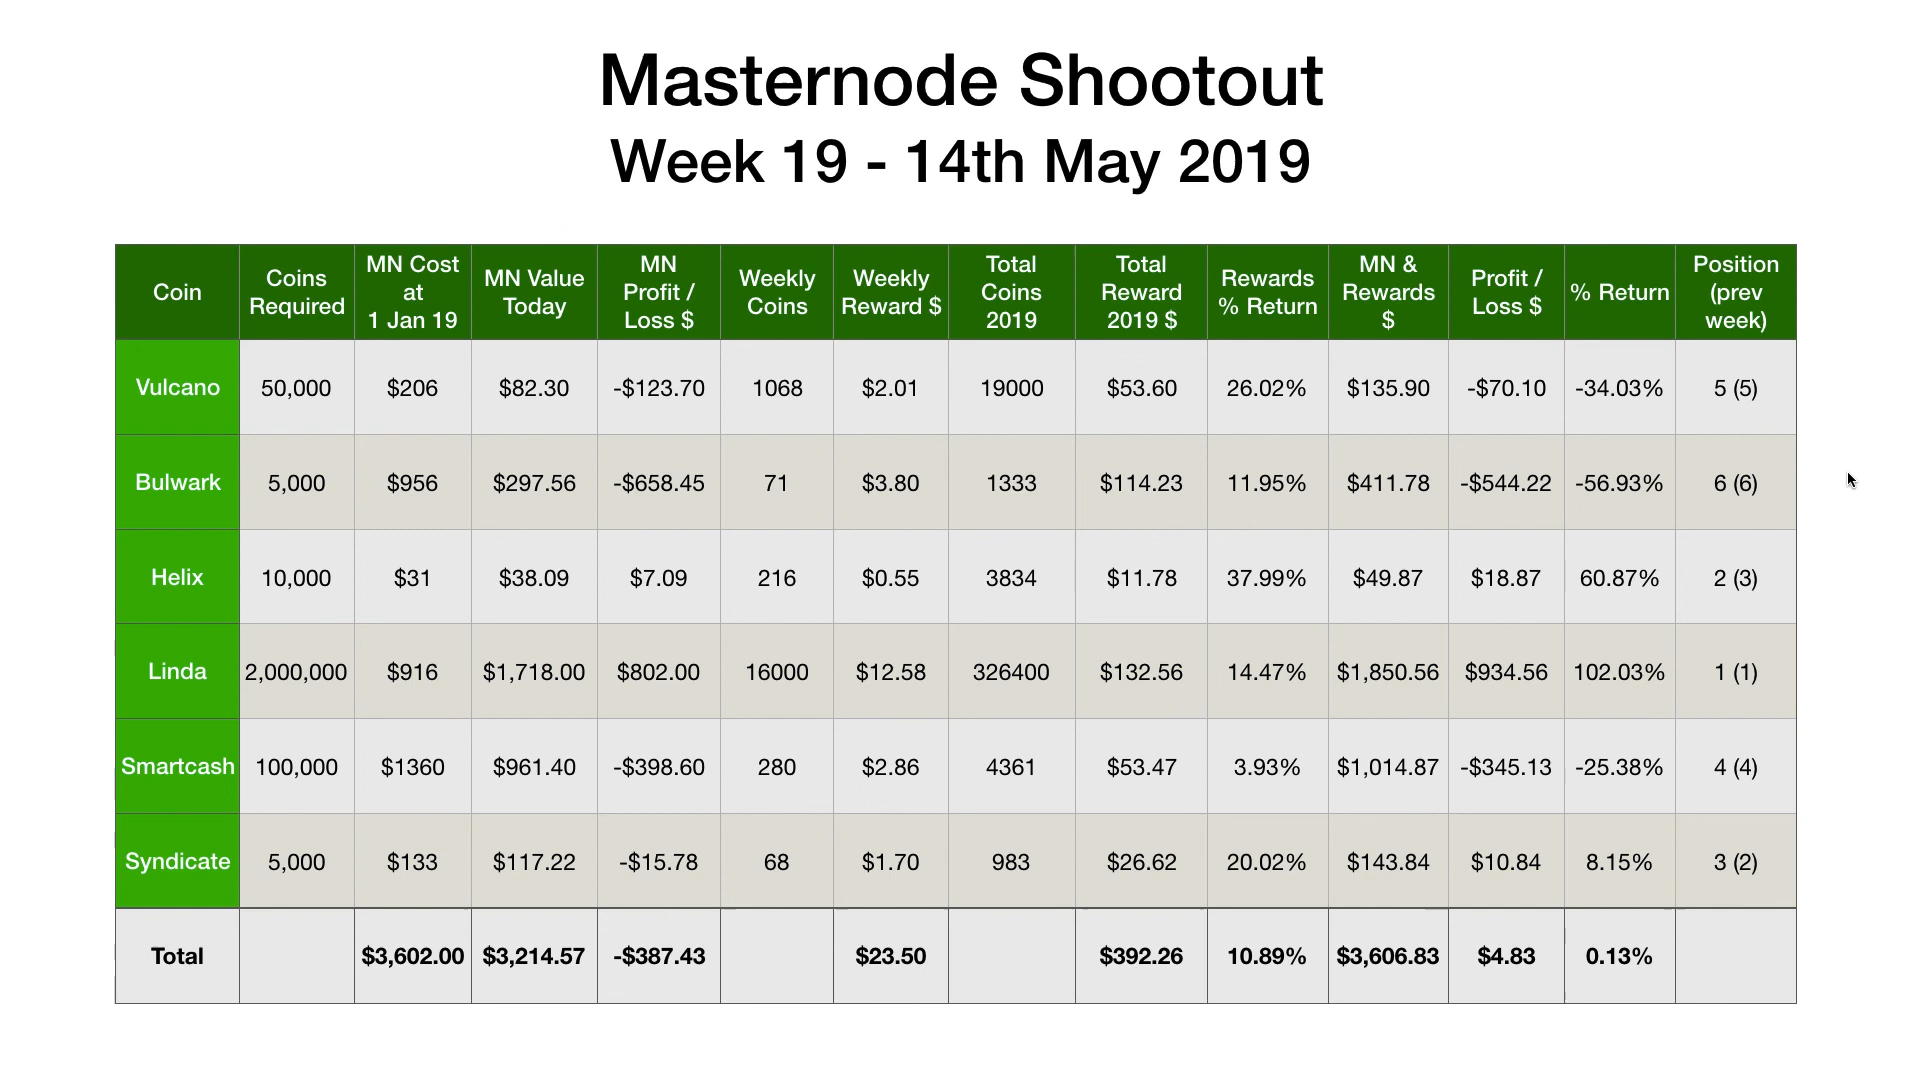 Masternode Shootout
Week 19 - 14th May 2019
Coin Coins Required MN Cost at 1 Jan 19 MN Value Today MN Profit / Loss $ Weekly Coins Weekly Reward $ Total Coins 2019 Total Reward 2019 $ Rewards % Return MN & Rewards $ Profit / Loss $ % Return Position (prev week)
Vulcano 50,000 $206 $82.30 -$123.70 1068 $2.01 19000 $53.60 26.02% $135.90 -$70.10 -34.03% 5 (5)
Bulwark 5,000 $956 $297.56 -$658.45 71 $3.80 1333 $114.23 11.95% $411.78 -$544.22 -56.93% 6 (6)
Helix 10,000 $31 $38.09 $7.09 216 $0.55 3834 $11.78 37.99% $49.87 $18.87 60.87% 2 (3)
Linda 2,000,000 $916 $1,718.00 $802.00 16000 $12.58 326400 $132.56 14.47% $1,850.56 $934.56 102.03% 1 (1)
Smartcash 100,000 $1360 $961.40 -$398.60 280 $2.86 4361 $53.47 3.93% $1,014.87 -$345.13 -25.38% 4 (4)
Syndicate 5,000 $133 $117.22 -$15.78 68 $1.70 983 $26.62 20.02% $143.84 $10.84 8.15% 3 (2)
Total $3,602.00 $3,214.57 -$387.43 $23.50 $392.26 10.89% $3,606.83 $4.83 0.13%